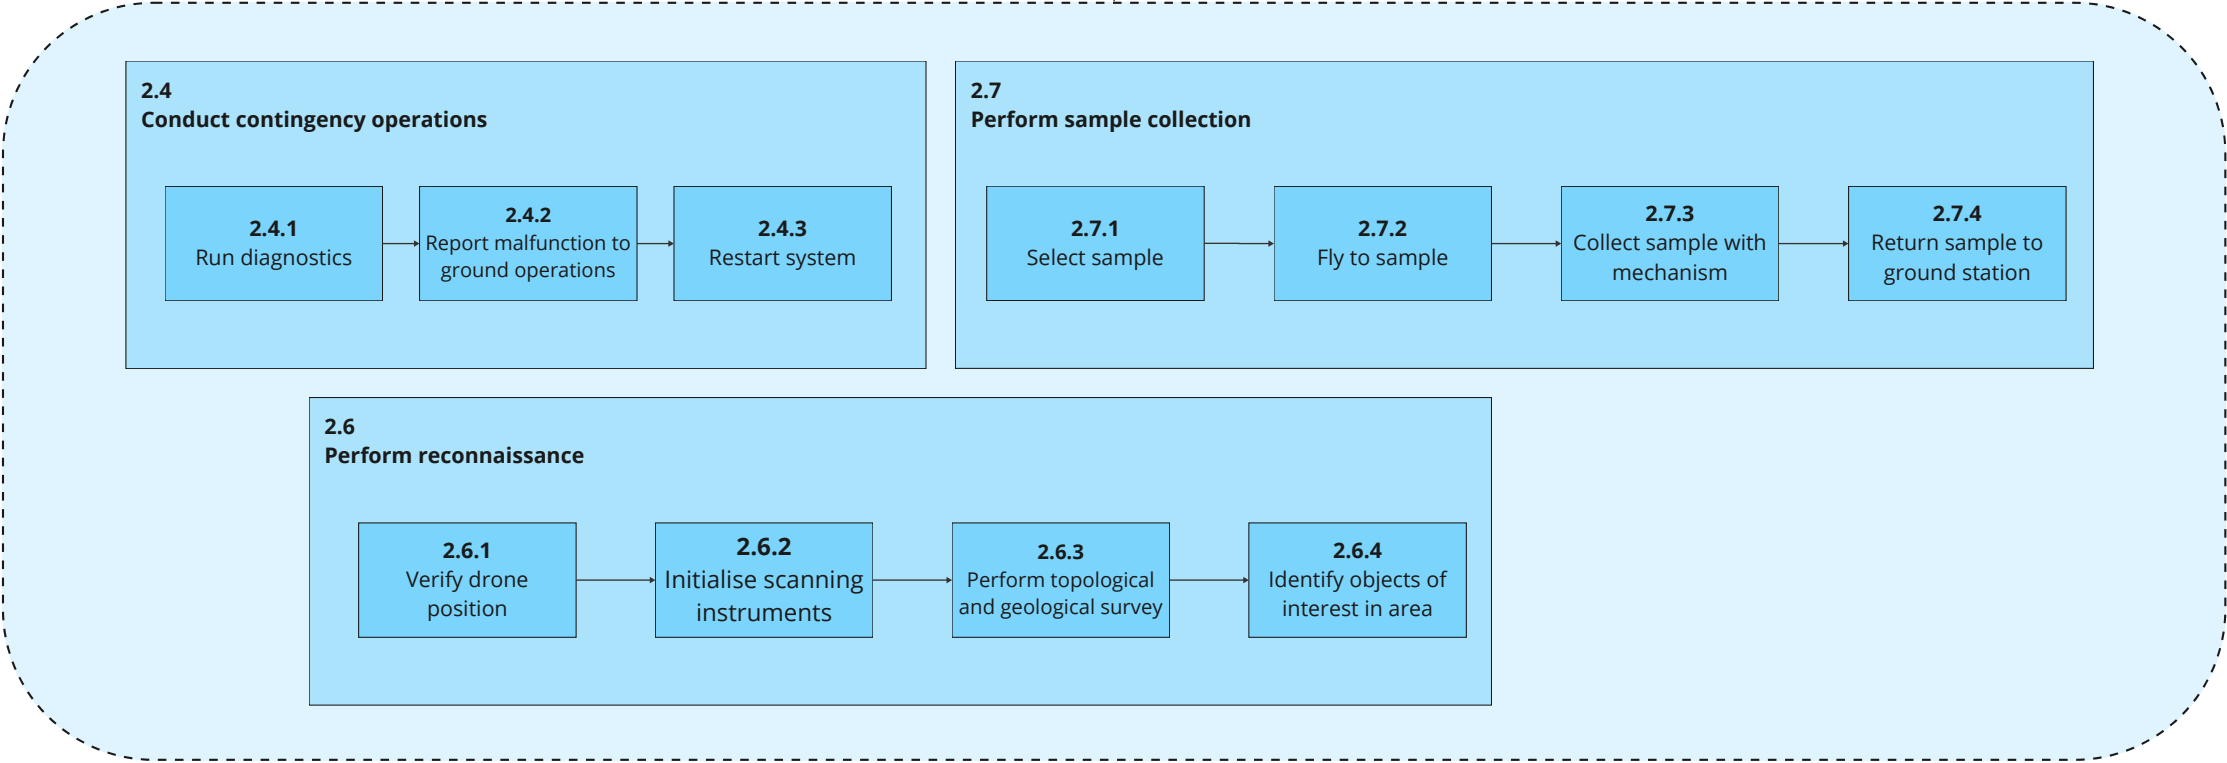 2.4
Conduct contingency operations
2.4.1
Run diagnostics
2.4.2
Report malfunction to
ground operations
2.4.3
Restart system
2.7
Perform sample collection
2.7.1
Select sample
2.7.2
Fly to sample
2.7.3
Collect sample with
mechanism
2.7.4
Return sample to
ground station
2.6
Perform reconnaissance
2.6.1
Verify drone
position
2.6.2
Initialise scanning
instruments
2.6.3
Perform topological
and geological survey
2.6.4
Identify objects of
interest in area